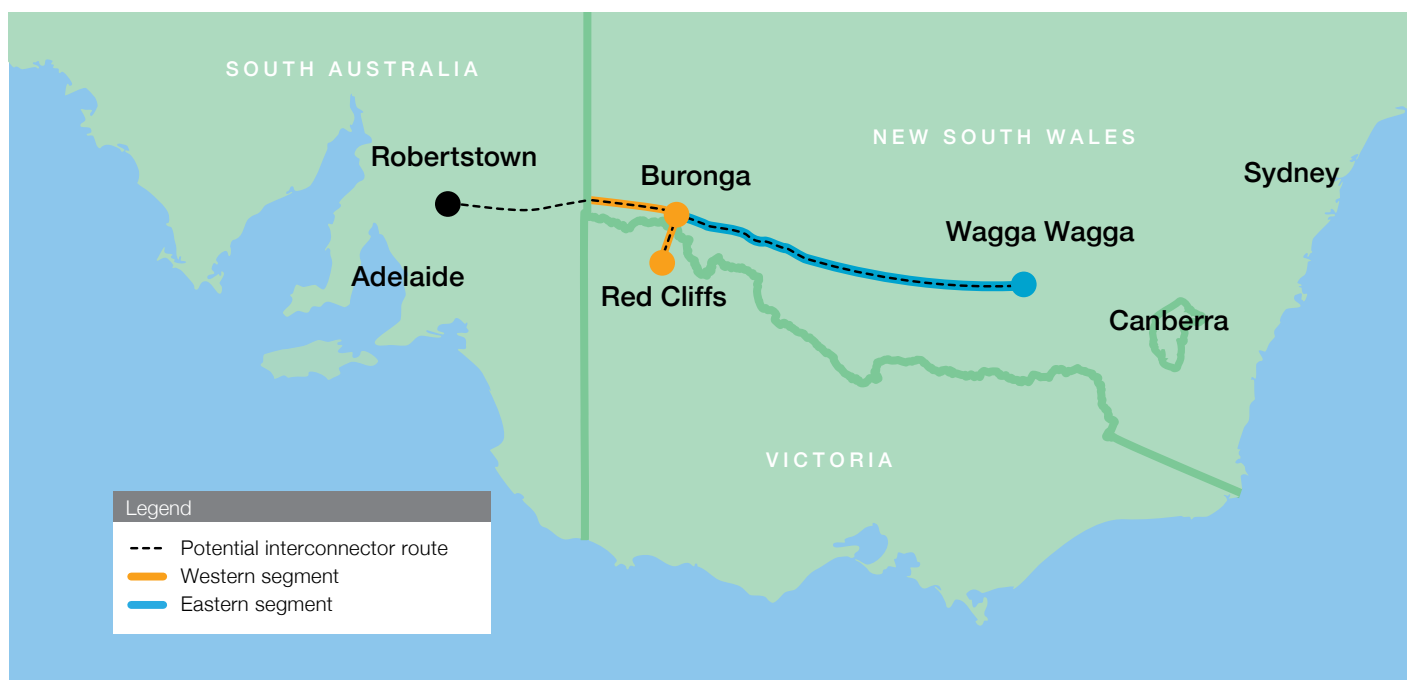 SOUTH AUSTRALIA
NEW SOUTH WALES
Robertstown
Buronga
Sydney
Wagga Wagga
Adelaide
Red Cliffs
Canberra
VICTORIA
Legend
Potential interconnector route
Western segment
Eastern segment